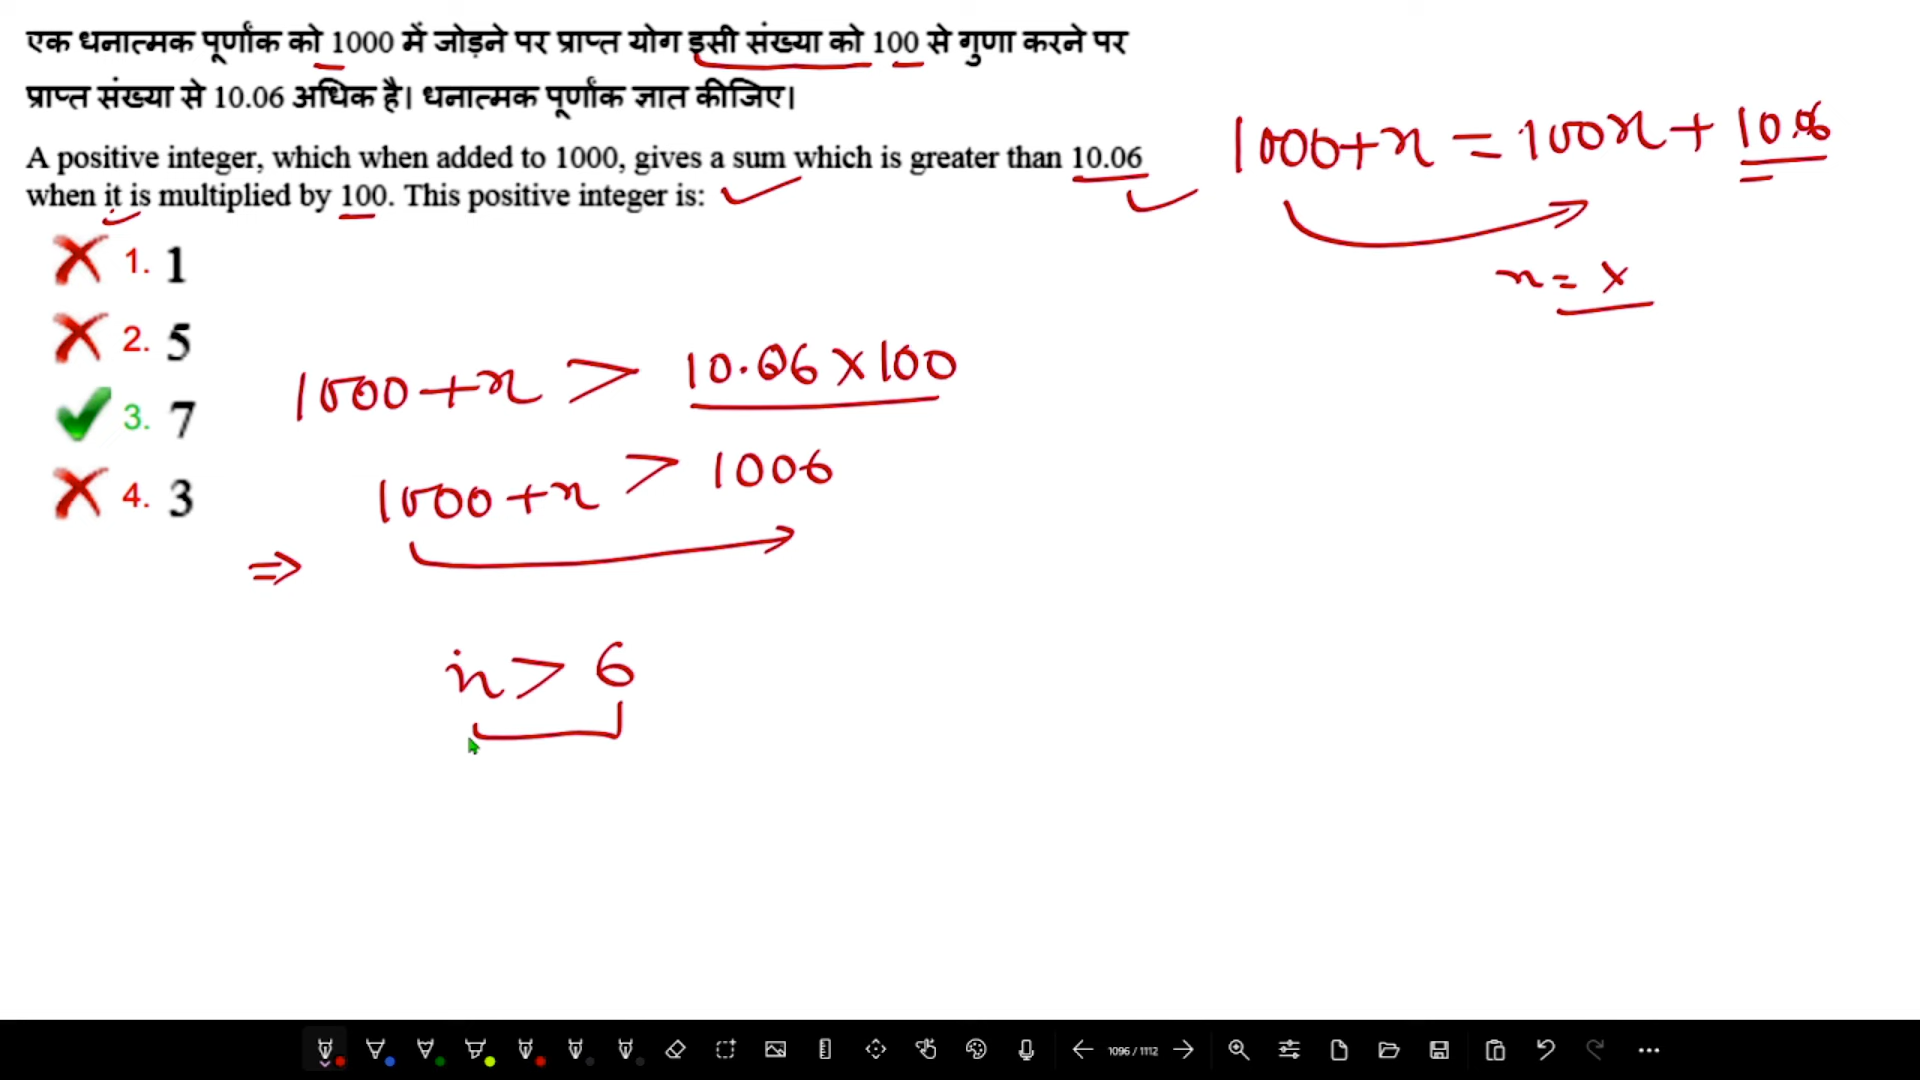 एक धनात्मक पूर्णांक को 1000 में जोड़ने पर प्राप्त योग इसी संख्या को 100 से गुणा करने पर
प्राप्त संख्या से 10.06 अधिक है। धनात्मक पूर्णांक ज्ञात कीजिए।
A positive integer, which when added to 1000, gives a sum which is greater than 10.06
when it is multiplied by 100. This positive integer is:
1. 1
2. 5
3. 7
4. 3
1000+n = 100n + 10.06
n = x
1000+n > 10.06 x 100
1000+n > 1006
⇒
n > 6
1096 / 1112